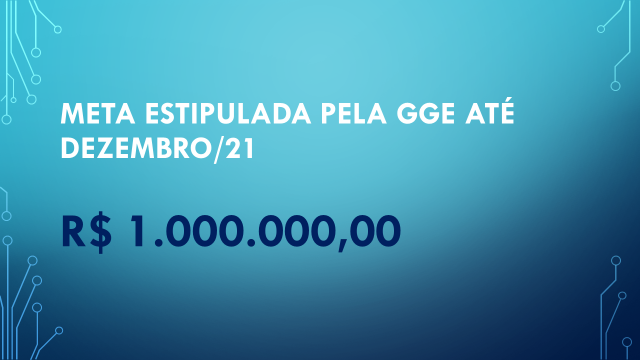 META ESTIPULADA PELA GGE ATÉ
DEZEMBRO/21
R$ 1.000.000,00